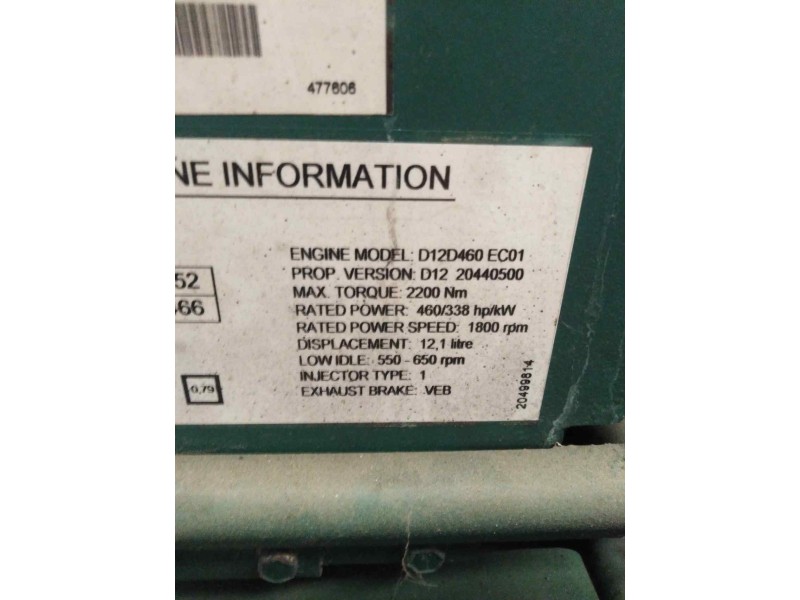 477606
NE INFORMATION
ENGINE MODEL: D12D460 EC01
PROP. VERSION: D12 20440500
MAX. TORQUE: 2200 Nm
RATED POWER: 460/338 hp/kW
RATED POWER SPEED: 1800 rpm
DISPLACEMENT: 12,1 litre
LOW IDLE: 550 - 650 rpm
INJECTOR TYPE: 1
EXHAUST BRAKE: VEB
52
66
0,79
20499814